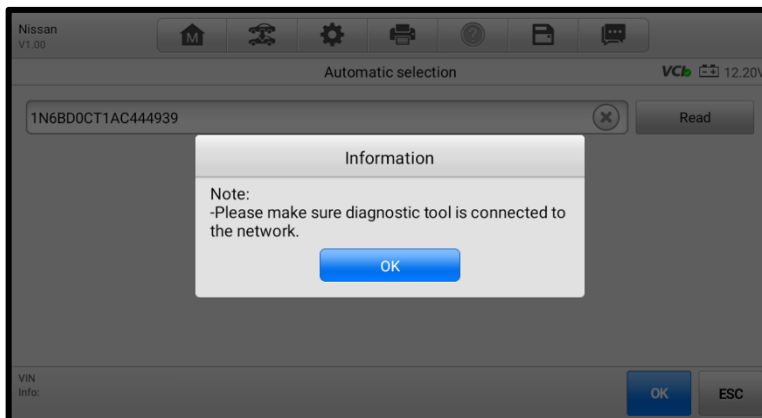 Nissan
V1.00
M
Automatic selection
VCI 12.20V
1N6BD0CT1AC444939
Read
Information
Note:
-Please make sure diagnostic tool is connected to
the network.
OK
VIN
Info:
OK
ESC